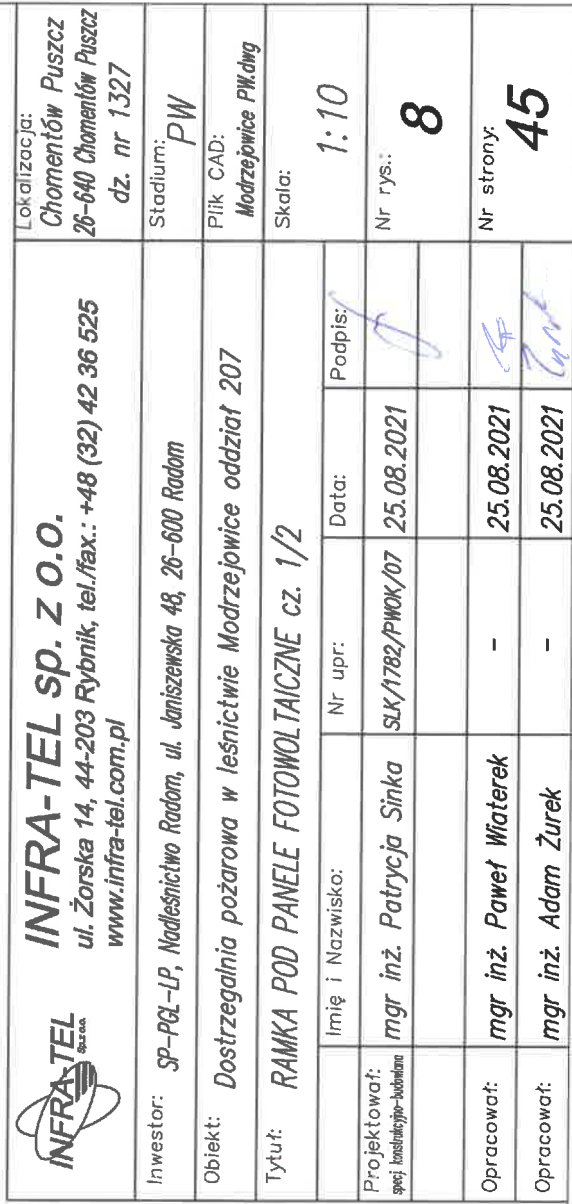 INFRA-TEL
Sp. z o.o.
INFRA-TEL sp. z o.o.
ul. Żorska 14, 44-203 Rybnik, tel./fax.: +48 (32) 42 36 525
www.infra-tel.com.pl
Lokalizacja:
Chomentów Puszcz
26-640 Chomentów Puszcz
dz. nr 1327
Inwestor: SP-PGL-LP, Nadleśnictwo Radom, ul. Janiszewska 48, 26-600 Radom
Stadium: PW
Obiekt: Dostrzegalnia pożarowa w leśnictwie Modrzejowice oddział 207
Plik CAD:
Modrzejowice PW.dwg
Tytuł: RAMKA POD PANELE FOTOWOLTAICZNE cz. 1/2
Skala: 1:10
Imię i Nazwisko: Nr upr: Data: Podpis:
Projektował: mgr inż. Patrycja Sinka SLK/1782/PWOK/07 25.08.2021
specj. konstrukcyjno-budowlana
Nr rys.: 8
Opracował: mgr inż. Paweł Wiaterek - 25.08.2021
Opracował: mgr inż. Adam Żurek - 25.08.2021
Nr strony: 45